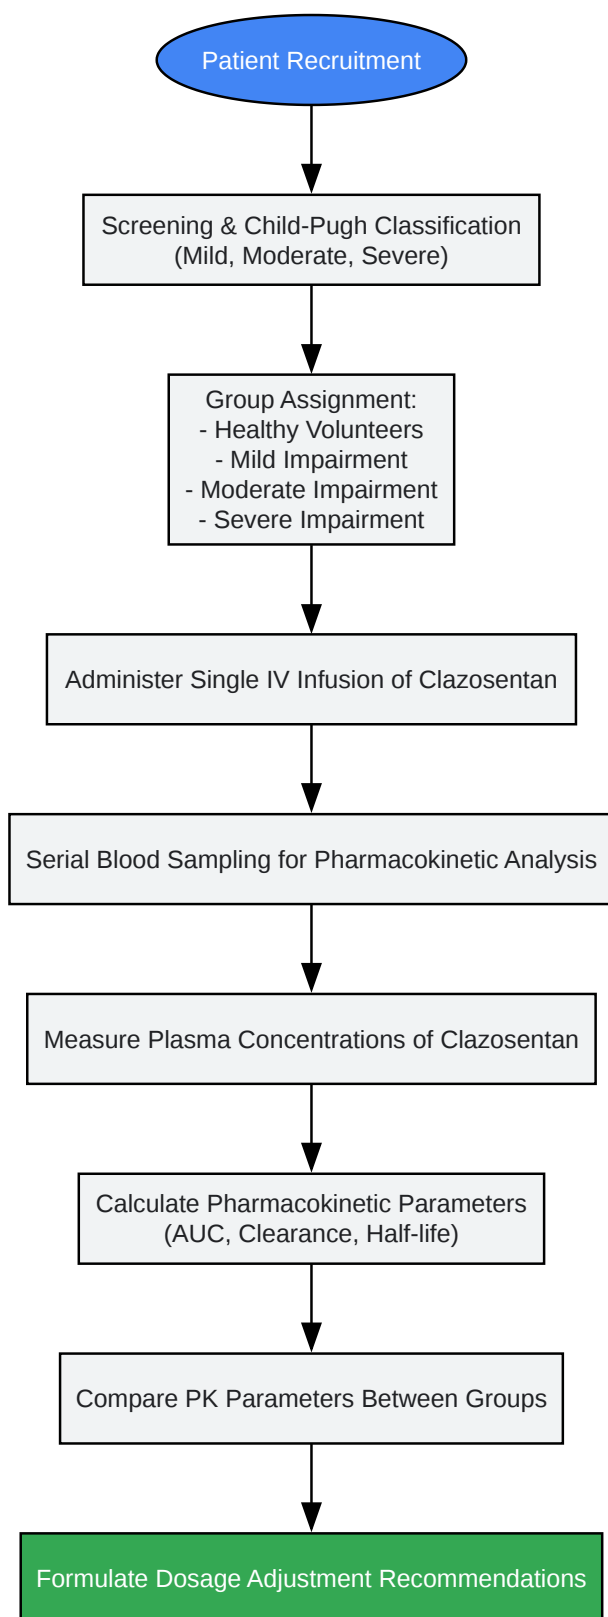 Patient Recruitment
Screening & Child-Pugh Classification
(Mild, Moderate, Severe)
Group Assignment:
- Healthy Volunteers
- Mild Impairment
- Moderate Impairment
- Severe Impairment
Administer Single IV Infusion of Clazosentan
Serial Blood Sampling for Pharmacokinetic Analysis
Measure Plasma Concentrations of Clazosentan
Calculate Pharmacokinetic Parameters
(AUC, Clearance, Half-life)
Compare PK Parameters Between Groups
Formulate Dosage Adjustment Recommendations